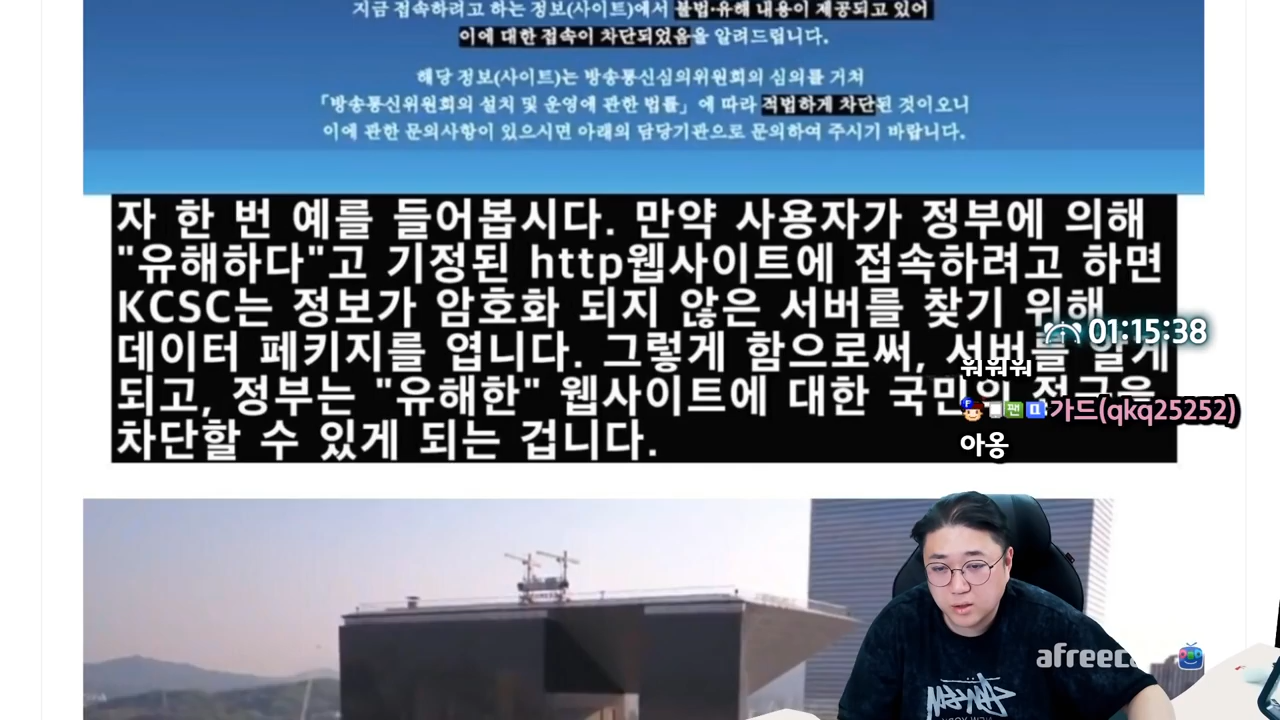 지금 접속하려고 하는 정보(사이트)에서 불법·유해 내용이 제공되고 있어
이에 대한 접속이 차단되었음을 알려드립니다.
해당 정보(사이트)는 방송통신심의위원회의 심의를 거쳐
「방송통신위원회의 설치 및 운영에 관한 법률」에 따라 적법하게 차단된 것이오니
이에 관한 문의사항이 있으시면 아래의 담당기관으로 문의하여 주시기 바랍니다.
자 한 번 예를 들어봅시다. 만약 사용자가 정부에 의해
"유해하다"고 기정된 http웹사이트에 접속하려고 하면
KCSC는 정보가 암호화 되지 않은 서버를 찾기 위해
데이터 페키지를 엽니다. 그렇게 함으로써, 서버를 알게
되고, 정부는 "유해한" 웹사이트에 대한 국민의 접근을
차단할 수 있게 되는 겁니다.
01:15:38
워워워
F 팬 가드(qkq25252)
아옹
afreeca